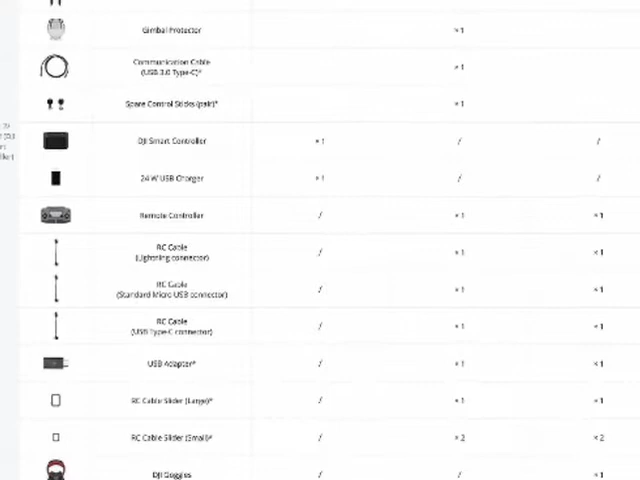 Gimbal Protector ×1
Communication Cable
(USB 3.0 Type-C)* ×1
Spare Control Sticks (pair)* ×1
DJI Smart Controller ×1 / /
24 W USB Charger ×1 / /
Remote Controller / ×1 ×1
RC Cable
(Lightning connector) / ×1 ×1
RC Cable
(Standard Micro USB connector) / ×1 ×1
RC Cable
(USB Type-C connector) / ×1 ×1
USB Adapter* / ×1 ×1
RC Cable Slider (Large)* / ×1 ×1
RC Cable Slider (Small)* / ×2 ×2
DJI Goggles / / ×1